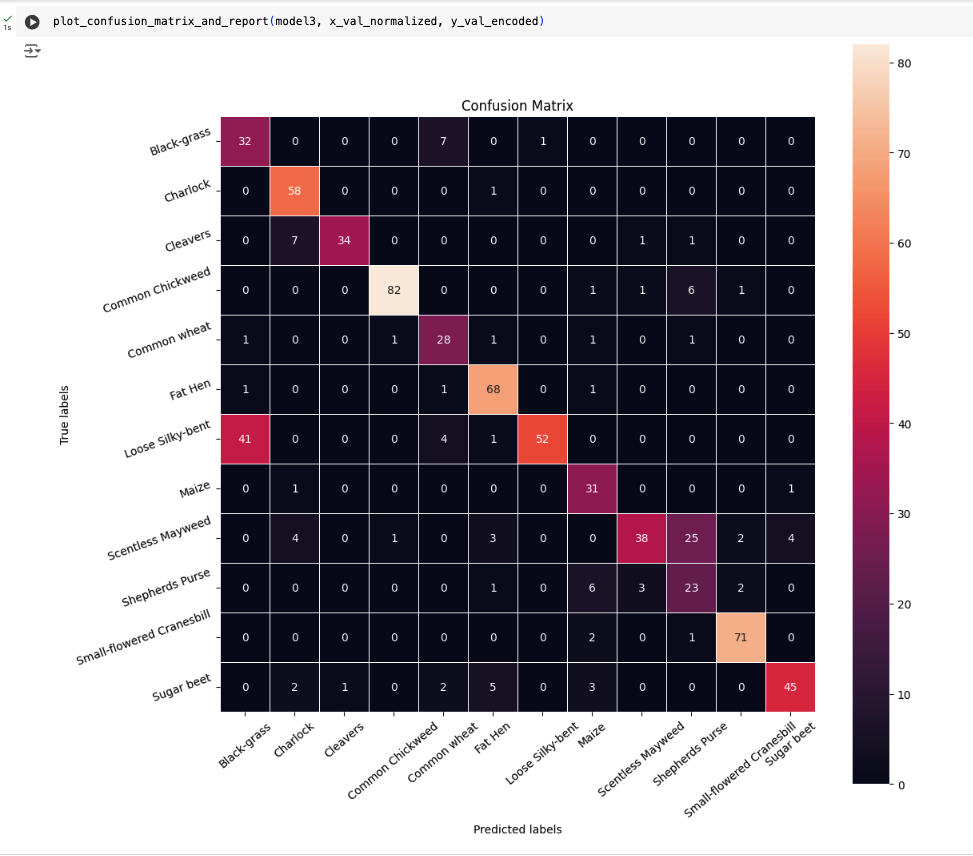 plot_confusion_matrix_and_report(model3, x_val_normalized, y_val_encoded)
1s
Confusion Matrix
Black-grass 32 0 0 0 7 0 1 0 0 0 0 0
Charlock 0 58 0 0 0 1 0 0 0 0 0 0
Cleavers 0 7 34 0 0 0 0 0 1 1 0 0
Common Chickweed 0 0 0 82 0 0 0 1 1 6 1 0
Common wheat 1 0 0 1 28 1 0 1 0 1 0 0
Fat Hen 1 0 0 0 1 68 0 1 0 0 0 0
Loose Silky-bent 41 0 0 0 4 1 52 0 0 0 0 0
Maize 0 1 0 0 0 0 0 31 0 0 0 1
Scentless Mayweed 0 4 0 1 0 3 0 0 38 25 2 4
Shepherds Purse 0 0 0 0 0 1 0 6 3 23 2 0
Small-flowered Cranesbill 0 0 0 0 0 0 0 2 0 1 71 0
Sugar beet 0 2 1 0 2 5 0 3 0 0 0 45
True labels
Black-grass Charlock Cleavers Common Chickweed Common wheat Fat Hen Loose Silky-bent Maize Scentless Mayweed Shepherds Purse Small-flowered Cranesbill Sugar beet
Predicted labels
80
70
60
50
40
30
20
10
0